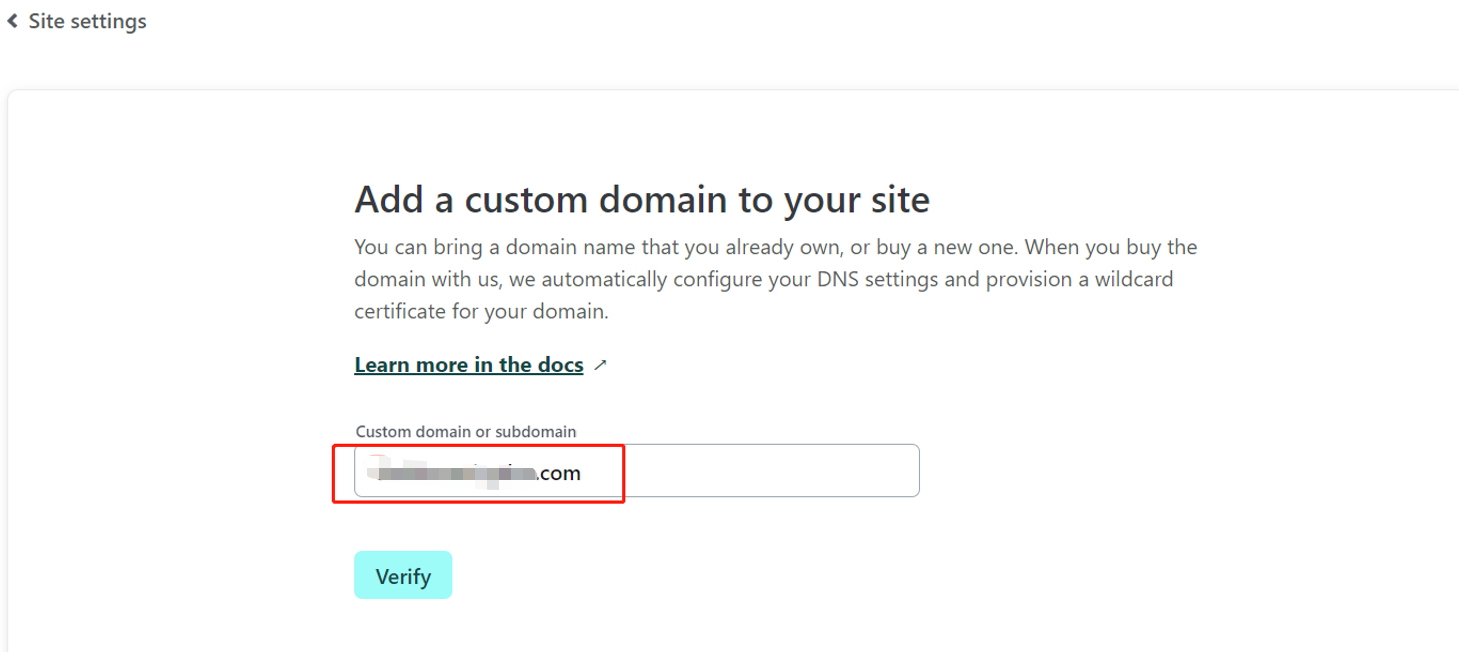 Site settings
Add a custom domain to your site
You can bring a domain name that you already own, or buy a new one. When you buy the
domain with us, we automatically configure your DNS settings and provision a wildcard
certificate for your domain.
Learn more in the docs
Custom domain or subdomain
.com
Verify